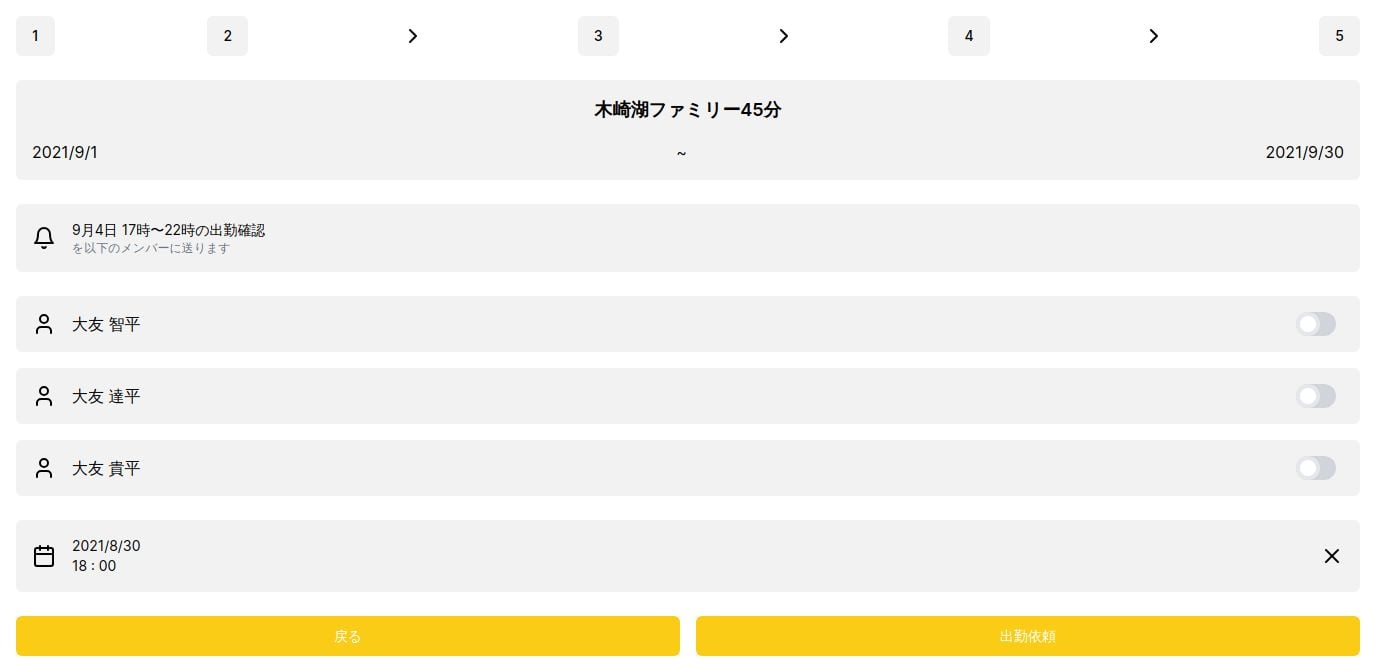 1 2 3 4 5
木崎湖ファミリー45分
2021/9/1 ~ 2021/9/30
9月4日 17時〜22時の出勤確認
を以下のメンバーに送ります
大友 智平
大友 達平
大友 貴平
2021/8/30
18 : 00
戻る 出勤依頼